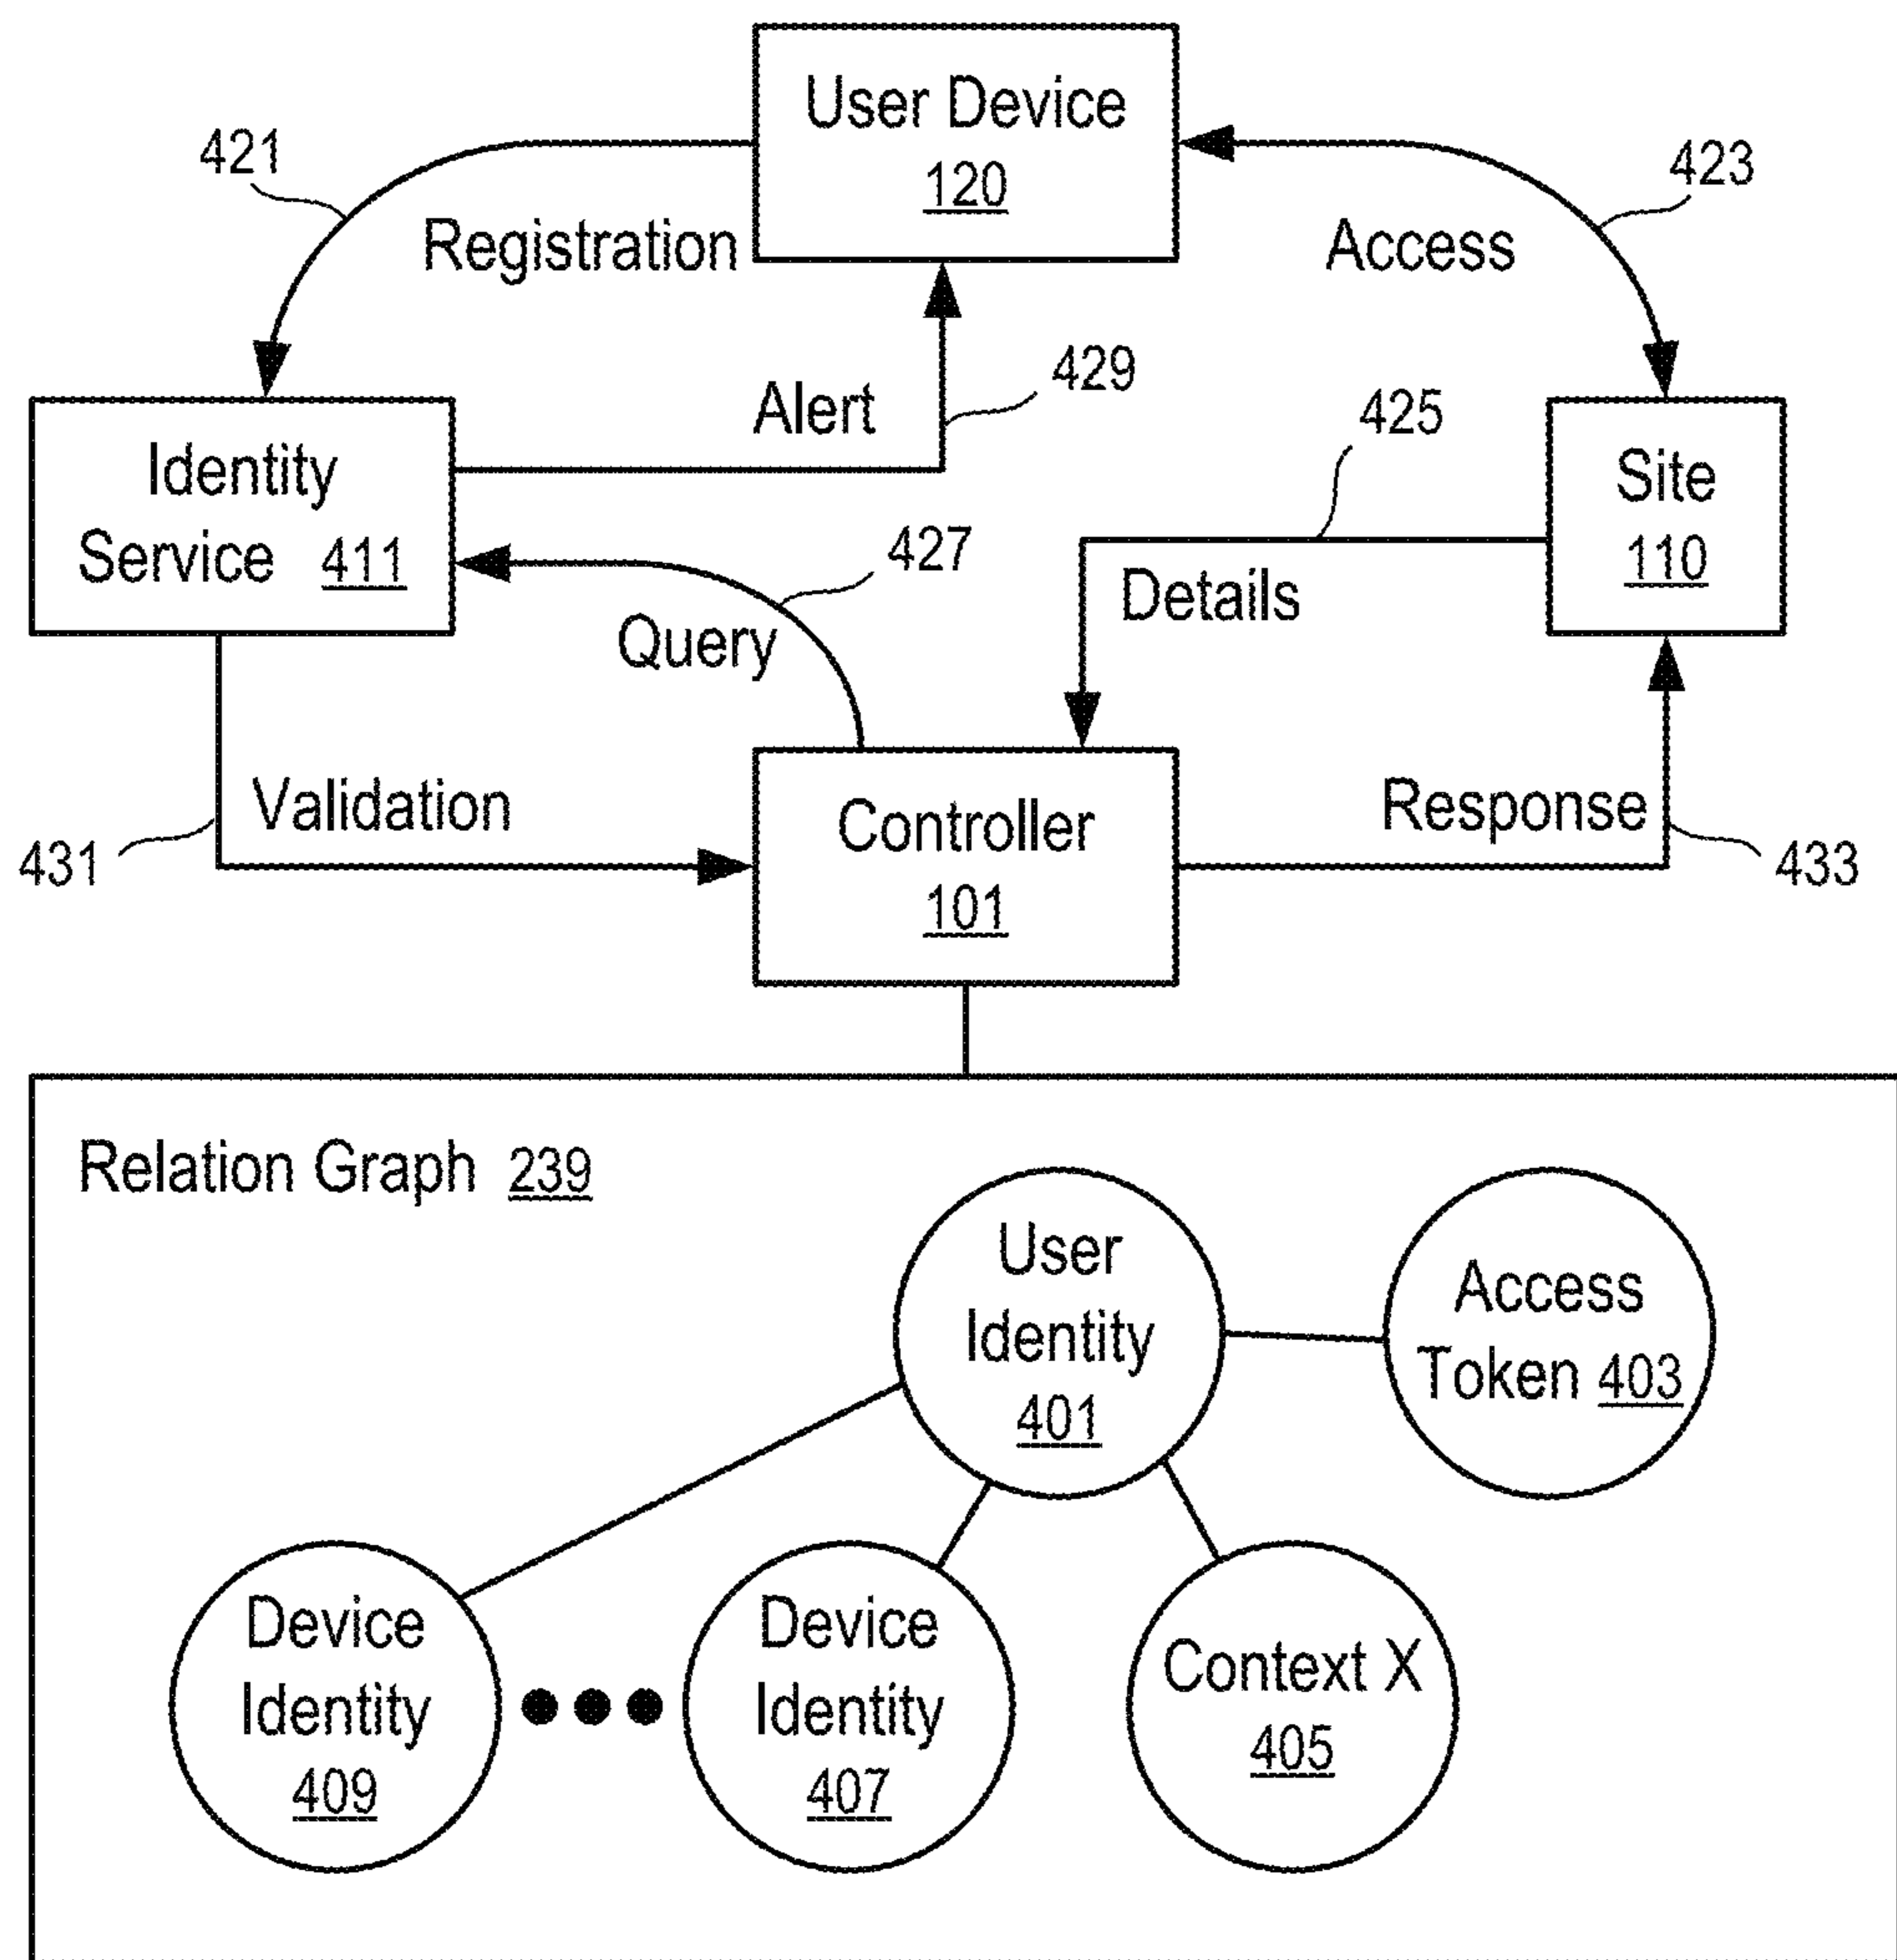 User Device
120
421
423
Registration
Access
Alert
429
425
Identity
Service 411
Site
110
427
Details
Query
Validation
431
Controller
101
Response
433
Relation Graph 239
User
Identity
401
Access
Token 403
Device
Identity
409
Device
Identity
407
Context X
405